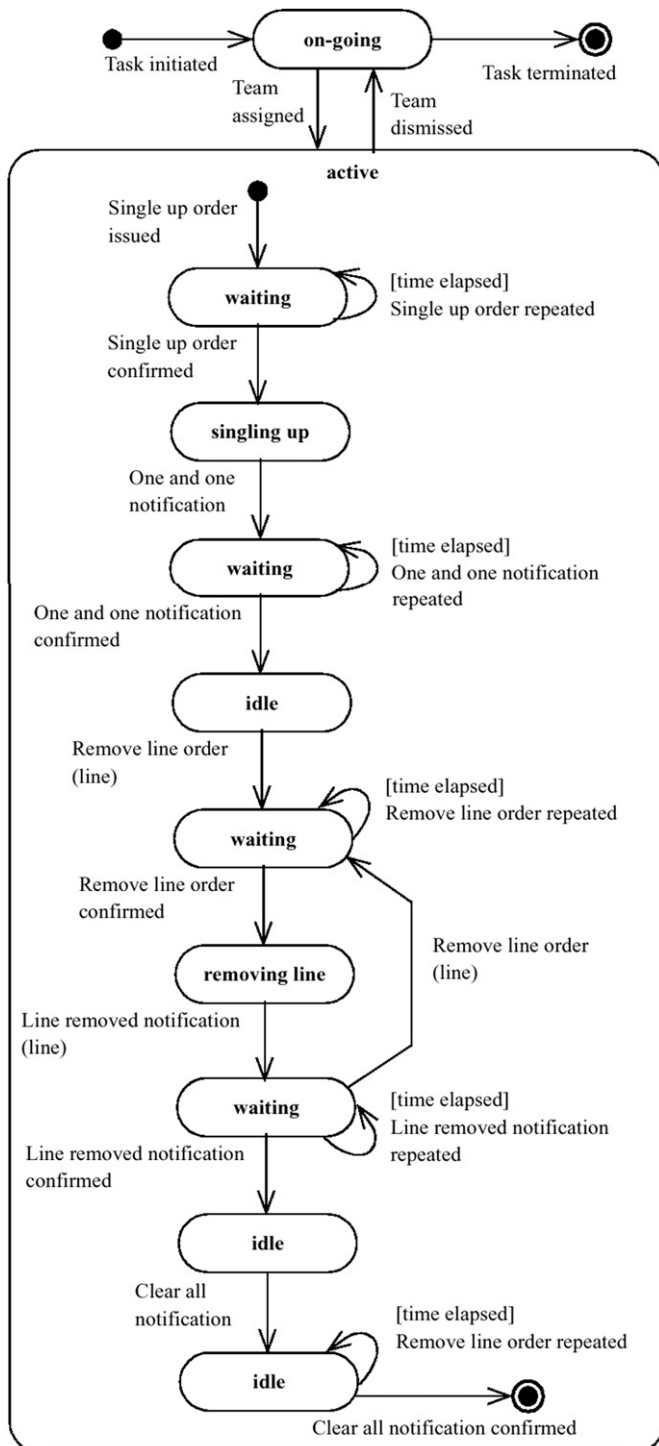 on-going
Task initiated
Task terminated
Team
assigned
Team
dismissed
active
Single up order
issued
waiting
[time elapsed]
Single up order repeated
Single up order
confirmed
singling up
One and one
notification
waiting
[time elapsed]
One and one notification
repeated
One and one notification
confirmed
idle
Remove line order
(line)
waiting
[time elapsed]
Remove line order repeated
Remove line order
confirmed
Remove line order
(line)
removing line
Line removed notification
(line)
waiting
[time elapsed]
Line removed notification
repeated
Line removed notification
confirmed
idle
Clear all
notification
[time elapsed]
Remove line order repeated
idle
Clear all notification confirmed